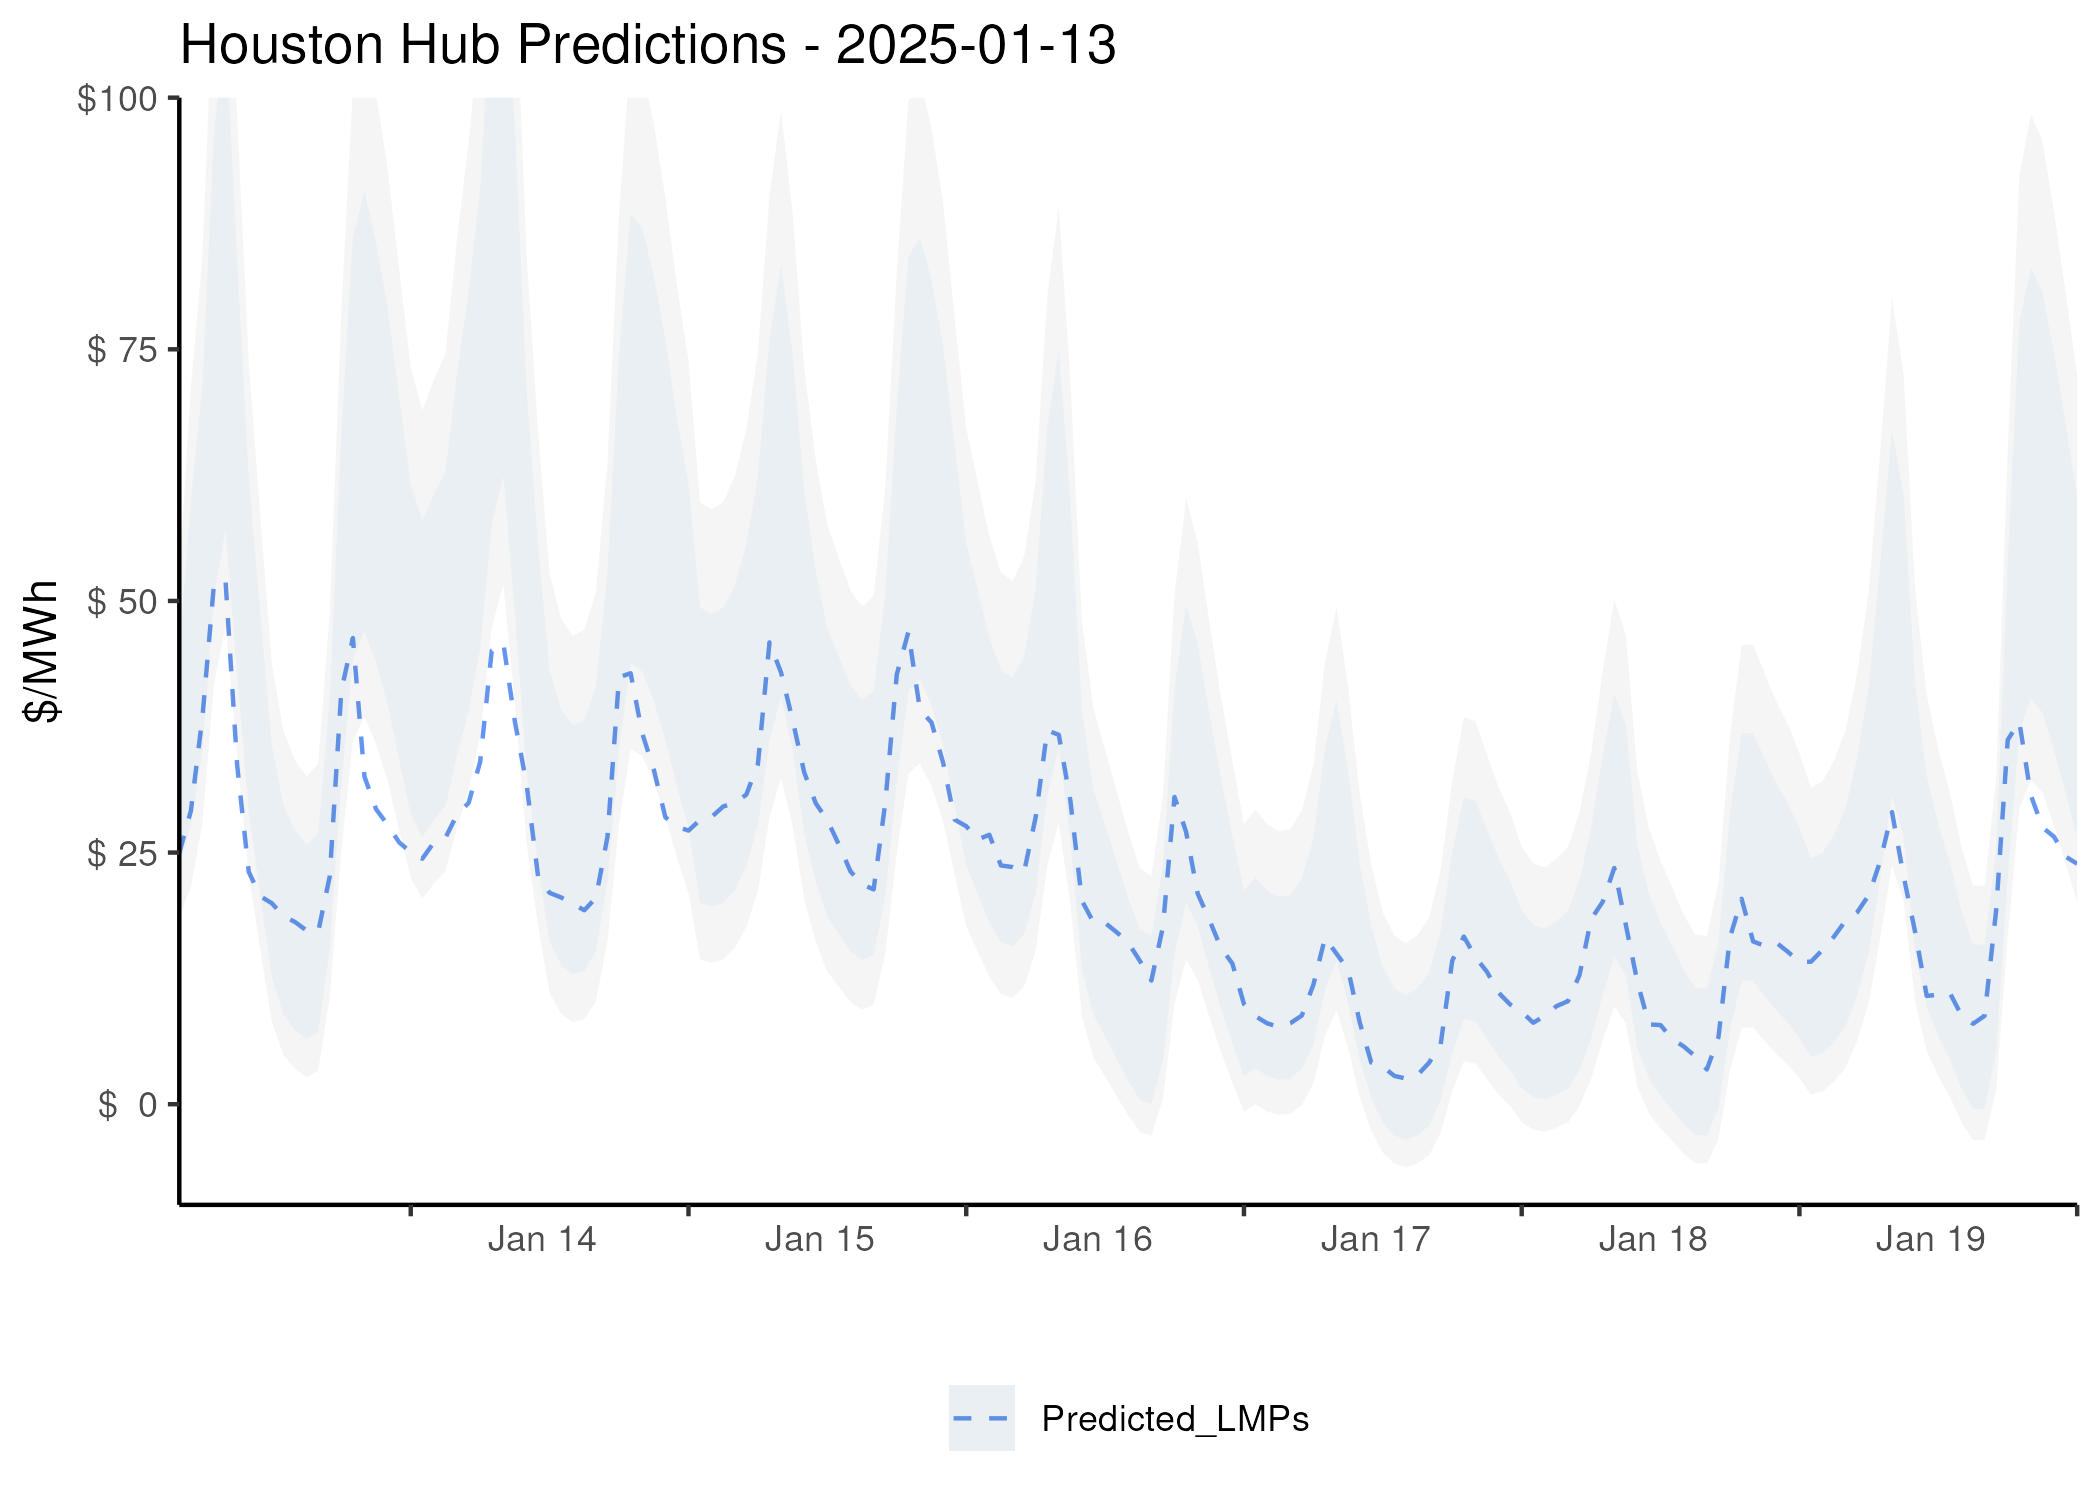 Houston Hub Predictions - 2025-01-13
$100
$ 75
$ 50
$ 25
$  0
$/MWh
Jan 14 Jan 15 Jan 16 Jan 17 Jan 18 Jan 19
Predicted_LMPs